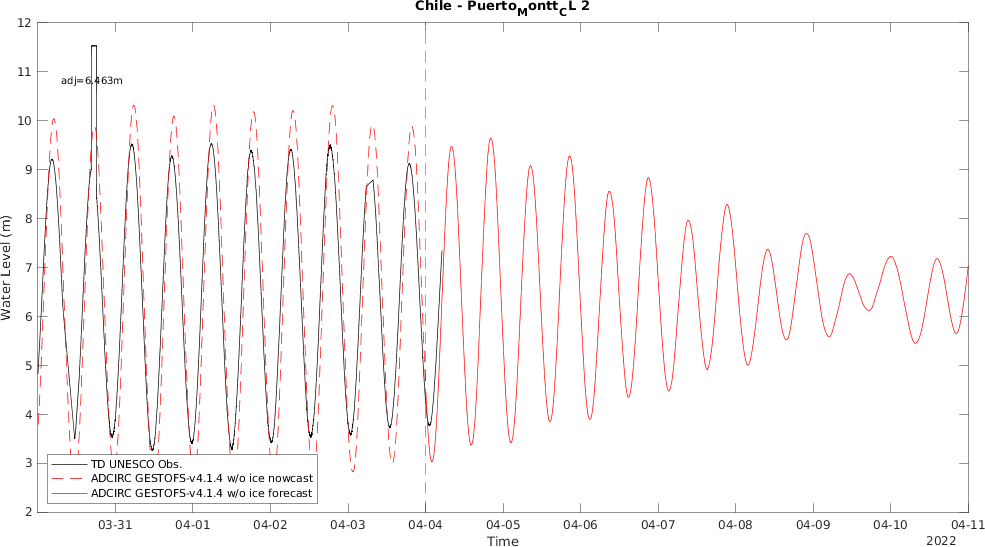 Chile - PuertoMonttCL 2
Water Level (m)
12
11
10
9
8
7
6
5
4
3
2
adj=6.463m
TD UNESCO Obs.
ADCIRC GESTOFS-v4.1.4 w/o ice nowcast
ADCIRC GESTOFS-v4.1.4 w/o ice forecast
03-31 04-01 04-02 04-03 04-04 04-05 04-06 04-07 04-08 04-09 04-10 04-11
Time
2022